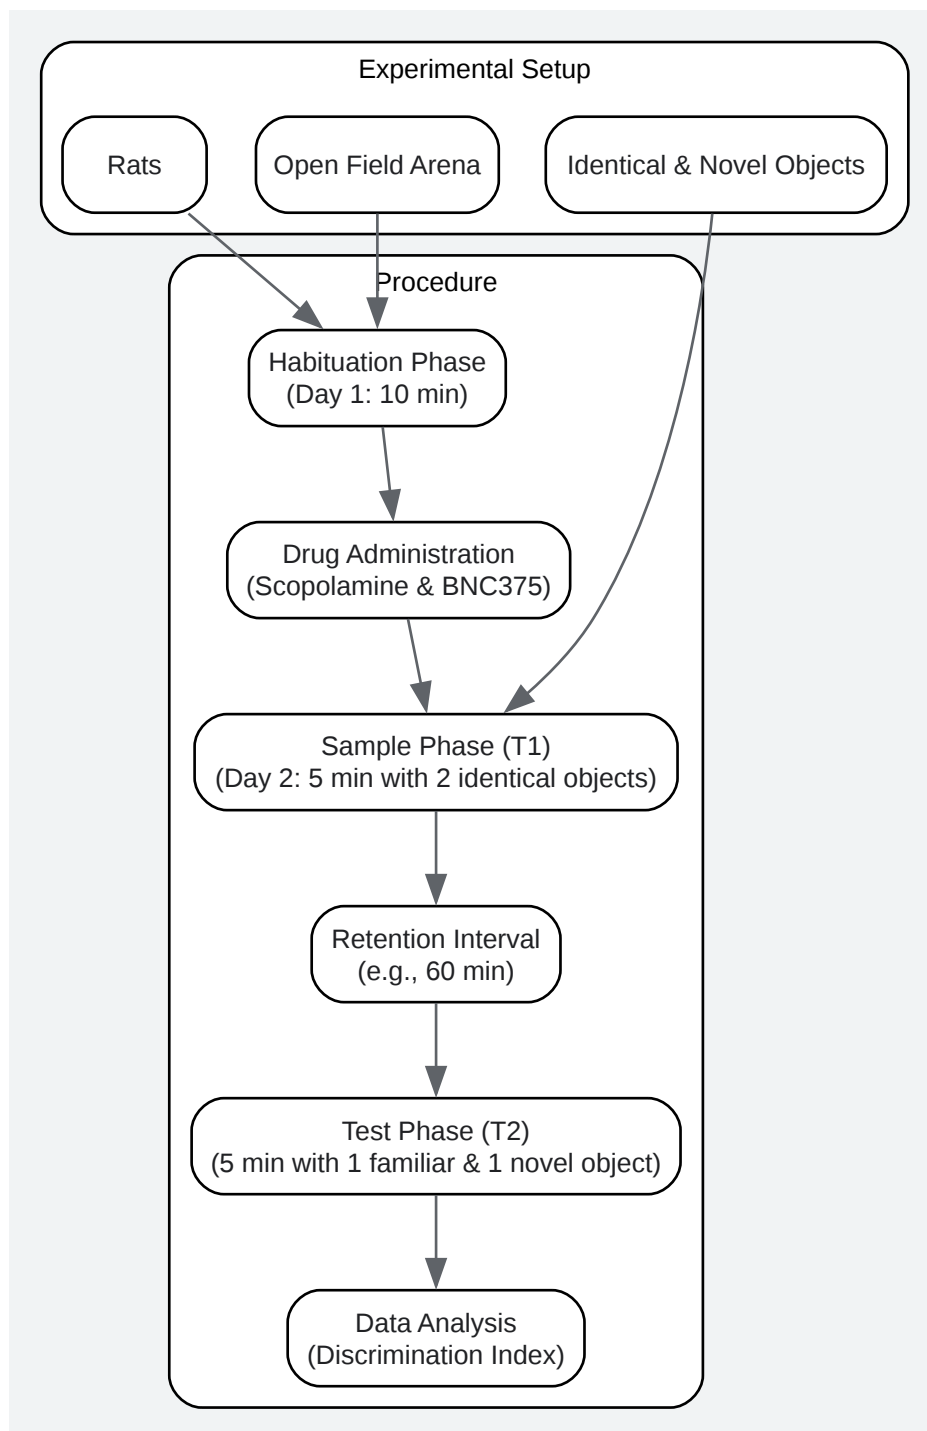 Experimental Setup
Rats
Open Field Arena
Identical & Novel Objects
Procedure
Habituation Phase
(Day 1: 10 min)
Drug Administration
(Scopolamine & BNC375)
Sample Phase (T1)
(Day 2: 5 min with 2 identical objects)
Retention Interval
(e.g., 60 min)
Test Phase (T2)
(5 min with 1 familiar & 1 novel object)
Data Analysis
(Discrimination Index)